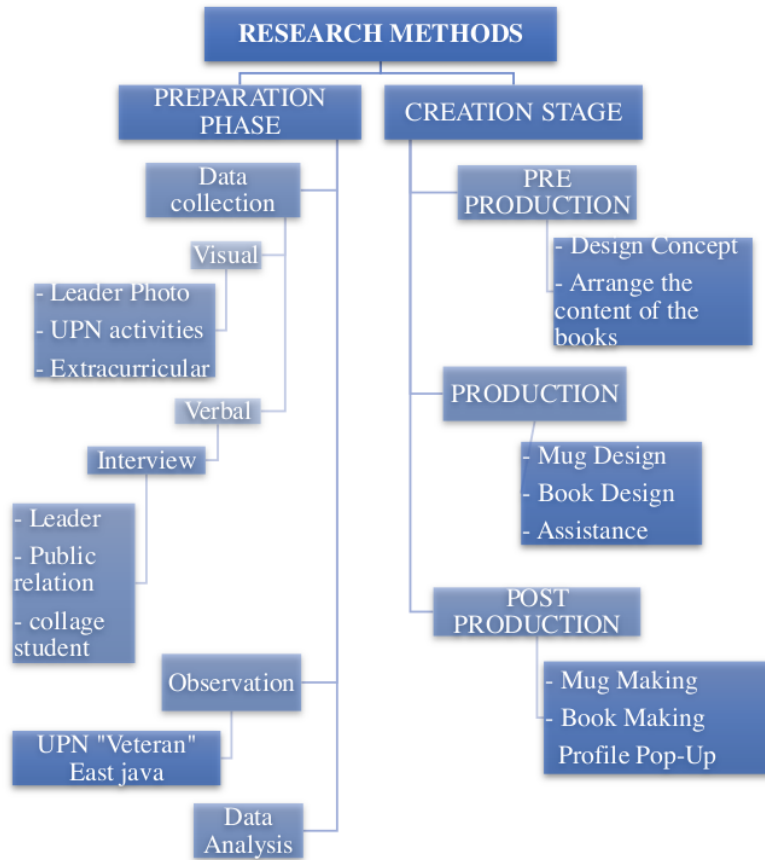 RESEARCH METHODS
PREPARATION
PHASE
Data
collection
Visual
- Leader Photo
- UPN activities
- Extracurricular
Verbal
Interview
- Leader
- Public
relation
- collage
student
Observation
UPN "Veteran"
East java
Data
Analysis
CREATION STAGE
PRE
PRODUCTION
- Design Concept
- Arrange the
content of the
books
PRODUCTION
- Mug Design
- Book Design
- Assistance
POST
PRODUCTION
- Mug Making
- Book Making
Profile Pop-Up